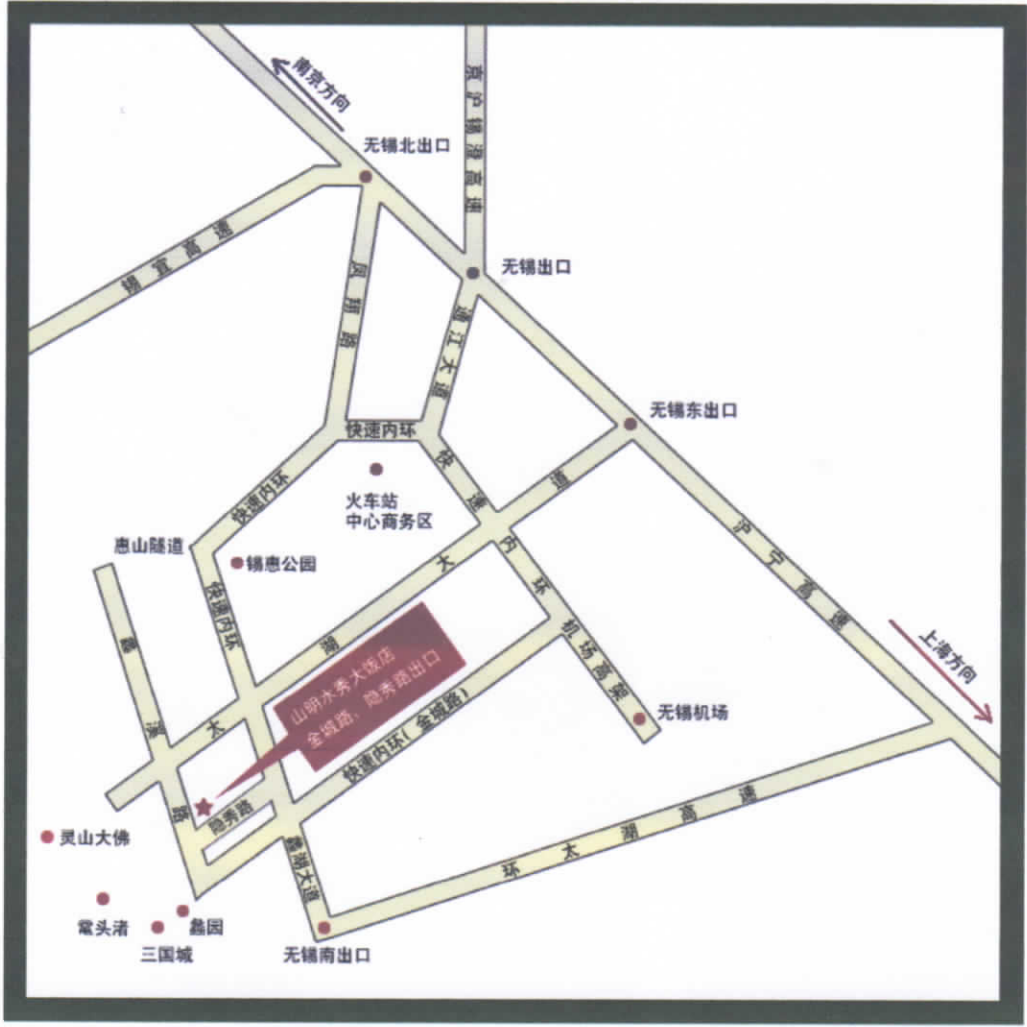 南京方向
京沪锡澄高速
无锡北出口
锡宜高速
无锡出口
凤翔路
通江大道
无锡东出口
快速内环
快速内环
快速内环
火车站
中心商务区
太湖大道
沪宁高速
惠山隧道
锡惠公园
快速内环
蠡溪路
山明水秀大饭店
金城路、隐秀路出口
机场高架
上海方向
无锡机场
快速内环(金城路)
隐秀路
环太湖高速
灵山大佛
蠡湖大道
鼋头渚
蠡园
三国城
无锡南出口